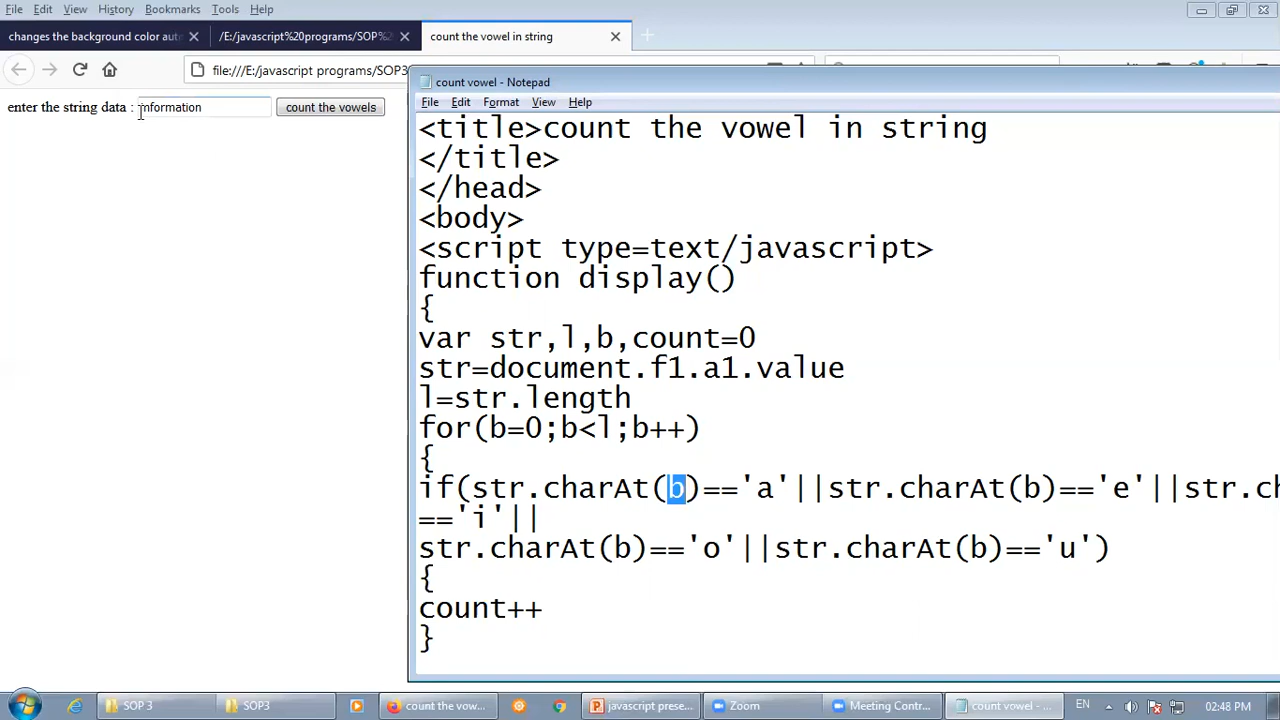 File Edit View History Bookmarks Tools Help
changes the background color auto
/E:/javascript%20programs/SOP%2
count the vowel in string
file:///E:/javascript programs/SOP3
enter the string data : information count the vowels
count vowel - Notepad
File Edit Format View Help
<title>count the vowel in string
</title>
</head>
<body>
<script type=text/javascript>
function display()
{
var str,l,b,count=0
str=document.f1.a1.value
l=str.length
for(b=0;b<l;b++)
{
if(str.charAt(b)=='a'||str.charAt(b)=='e'||str.ch
=='i'||
str.charAt(b)=='o'||str.charAt(b)=='u')
{
count++
}
SOP 3
SOP3
count the vow...
javascript prese...
Zoom
Meeting Contr...
count vowel - ...
EN
02:48 PM